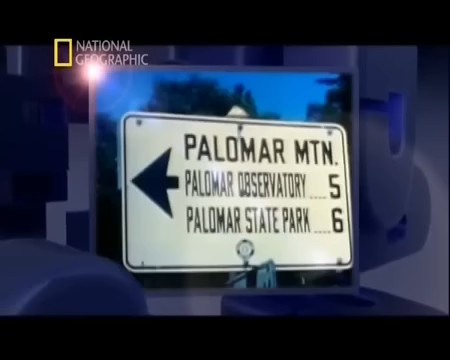 NATIONAL
GEOGRAPHIC
PALOMAR MTN.
PALOMAR OBSERVATORY .... 5
PALOMAR STATE PARK ... 6